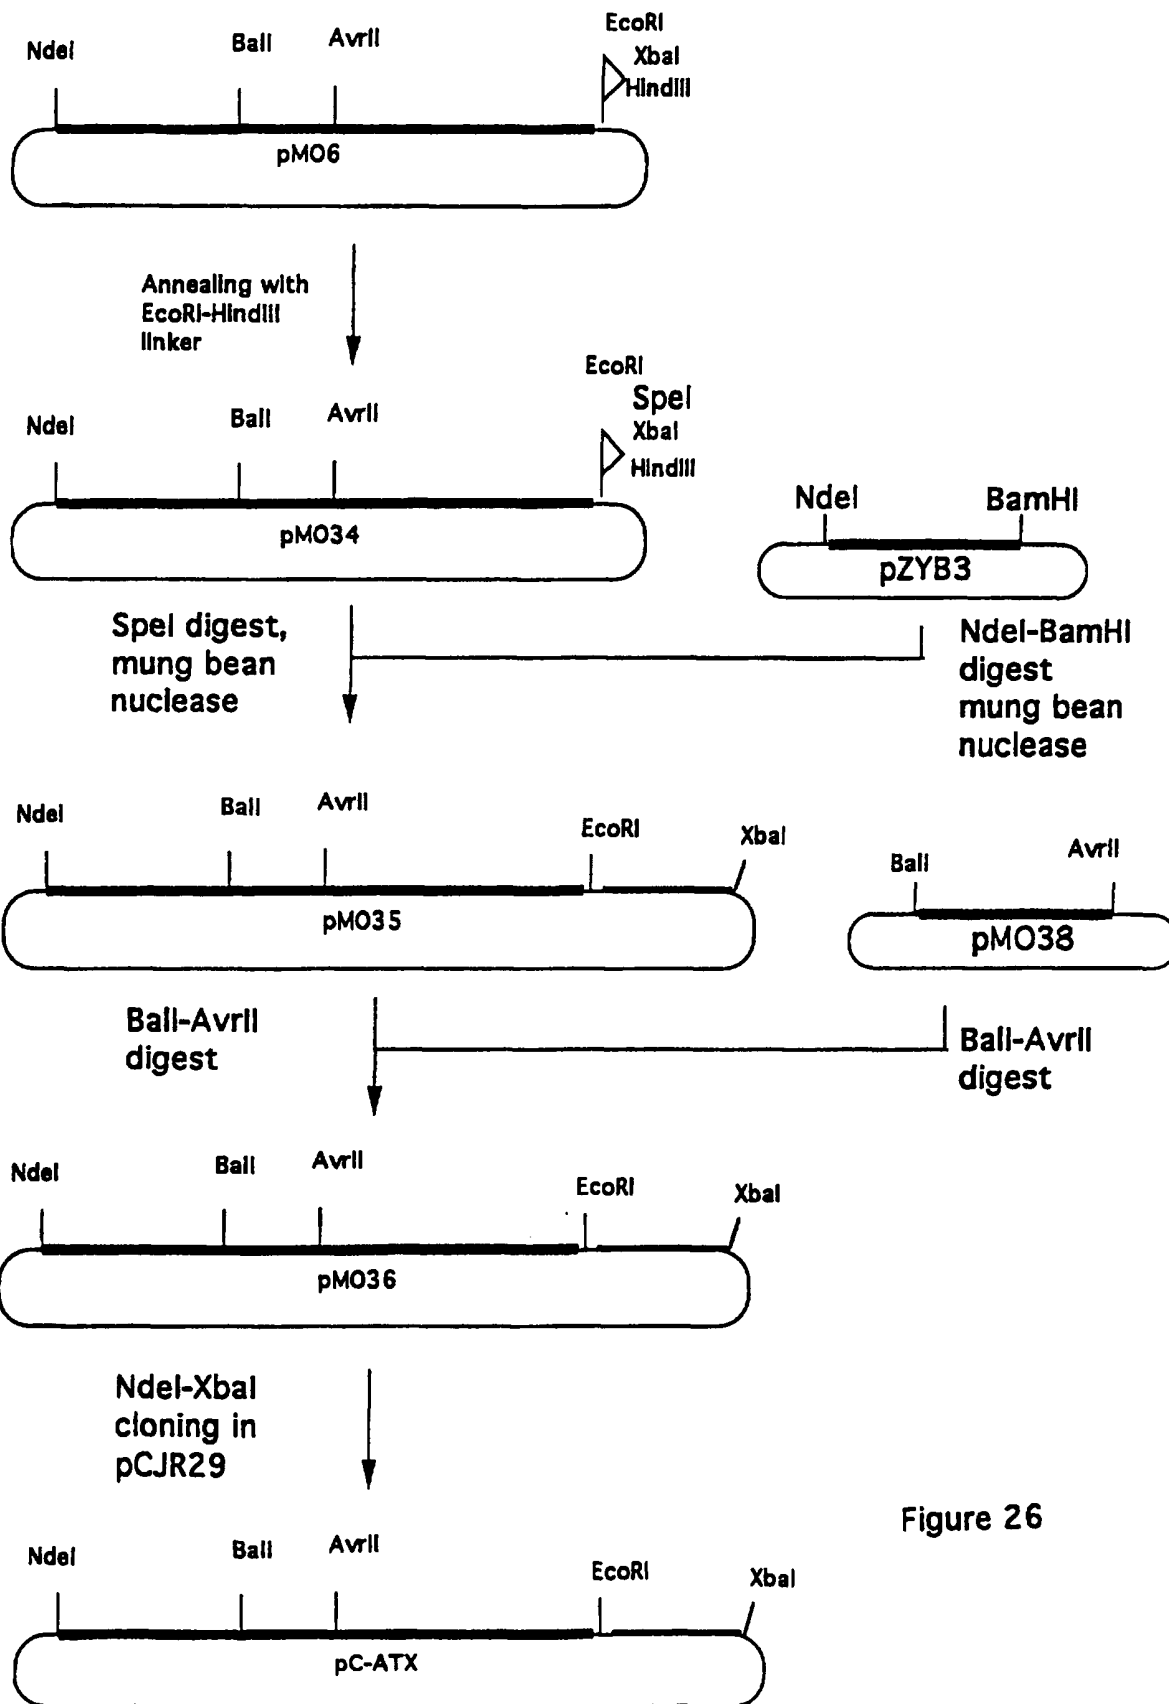 EcoRI
NdeI
BalI
AvrII
XbaI
HindIII
pMO6
Annealing with
EcoRI-HindIII
linker
EcoRI
SpeI
NdeI
BalI
AvrII
XbaI
HindIII
pMO34
NdeI
BamHI
pZYB3
SpeI digest,
mung bean
nuclease
NdeI-BamHI
digest
mung bean
nuclease
NdeI
BalI
AvrII
EcoRI
XbaI
pMO35
BalI
AvrII
pMO38
BalI-AvrII
digest
BalI-AvrII
digest
NdeI
BalI
AvrII
EcoRI
XbaI
pMO36
NdeI-XbaI
cloning in
pCJR29
Figure 26
NdeI
BalI
AvrII
EcoRI
XbaI
pC-ATX